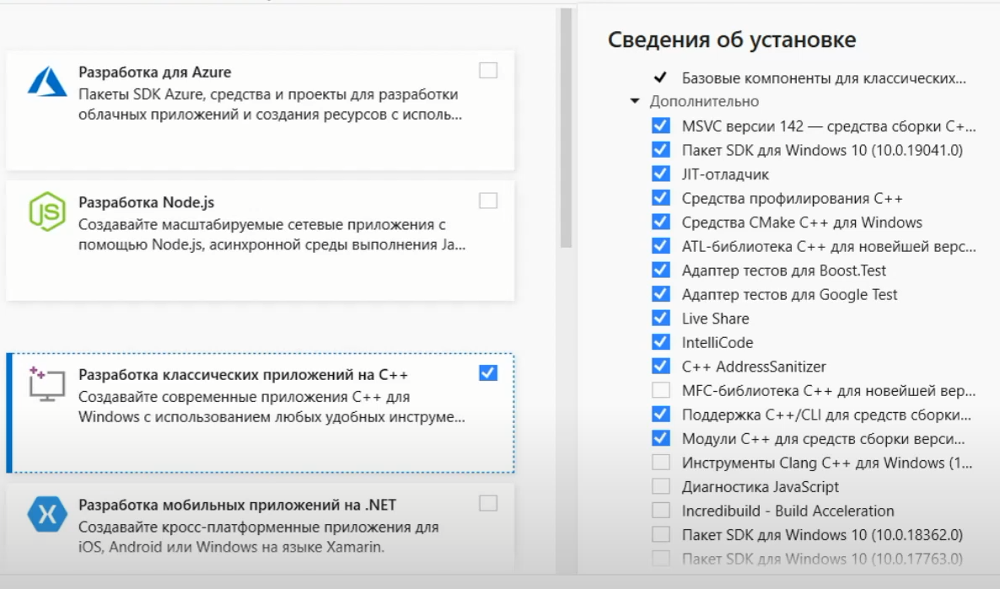 Разработка для Azure
Пакеты SDK Azure, средства и проекты для разработки
облачных приложений и создания ресурсов с исполь...
Разработка Node.js
Создавайте масштабируемые сетевые приложения с
помощью Node.js, асинхронной среды выполнения Ja...
Разработка классических приложений на C++
Создавайте современные приложения C++ для
Windows с использованием любых удобных инструме...
Разработка мобильных приложений на .NET
Создавайте кросс-платформенные приложения для
iOS, Android или Windows на языке Xamarin.
Сведения об установке
Базовые компоненты для классических...
Дополнительно
MSVC версии 142 — средства сборки C+...
Пакет SDK для Windows 10 (10.0.19041.0)
JIT-отладчик
Средства профилирования C++
Средства CMake C++ для Windows
ATL-библиотека C++ для новейшей верс...
Адаптер тестов для Boost.Test
Адаптер тестов для Google Test
Live Share
IntelliCode
C++ AddressSanitizer
MFC-библиотека C++ для новейшей вер...
Поддержка C++/CLI для средств сборки...
Модули C++ для средств сборки верси...
Инструменты Clang C++ для Windows (1...
Диагностика JavaScript
Incredibuild - Build Acceleration
Пакет SDK для Windows 10 (10.0.18362.0)
Пакет SDK для Windows 10 (10.0.17763.0)